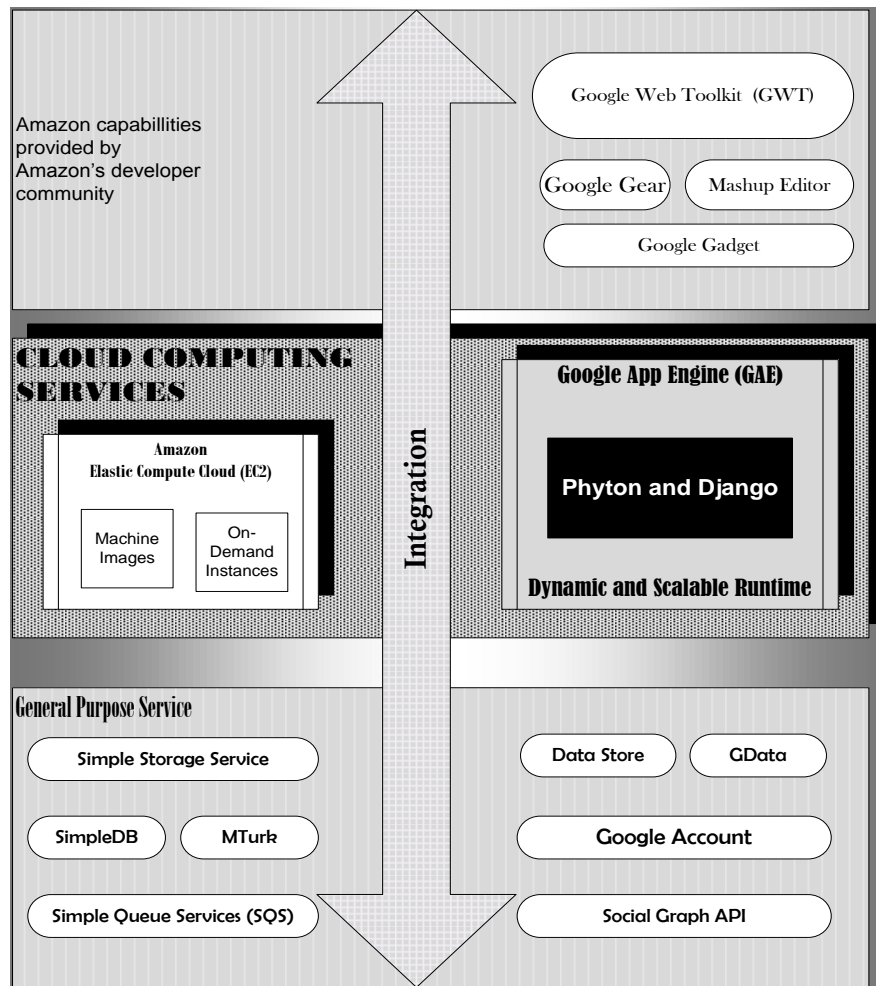 Amazon capabillities
provided by
Amazon's developer
community
Google Web Toolkit (GWT)
Google Gear
Mashup Editor
Google Gadget
CLOUD COMPUTING
SERVICES
Amazon
Elastic Compute Cloud (EC2)
Machine
Images
On-
Demand
Instances
Integration
Google App Engine (GAE)
Phyton and Django
Dynamic and Scalable Runtime
General Purpose Service
Simple Storage Service
SimpleDB
MTurk
Simple Queue Services (SQS)
Data Store
GData
Google Account
Social Graph API